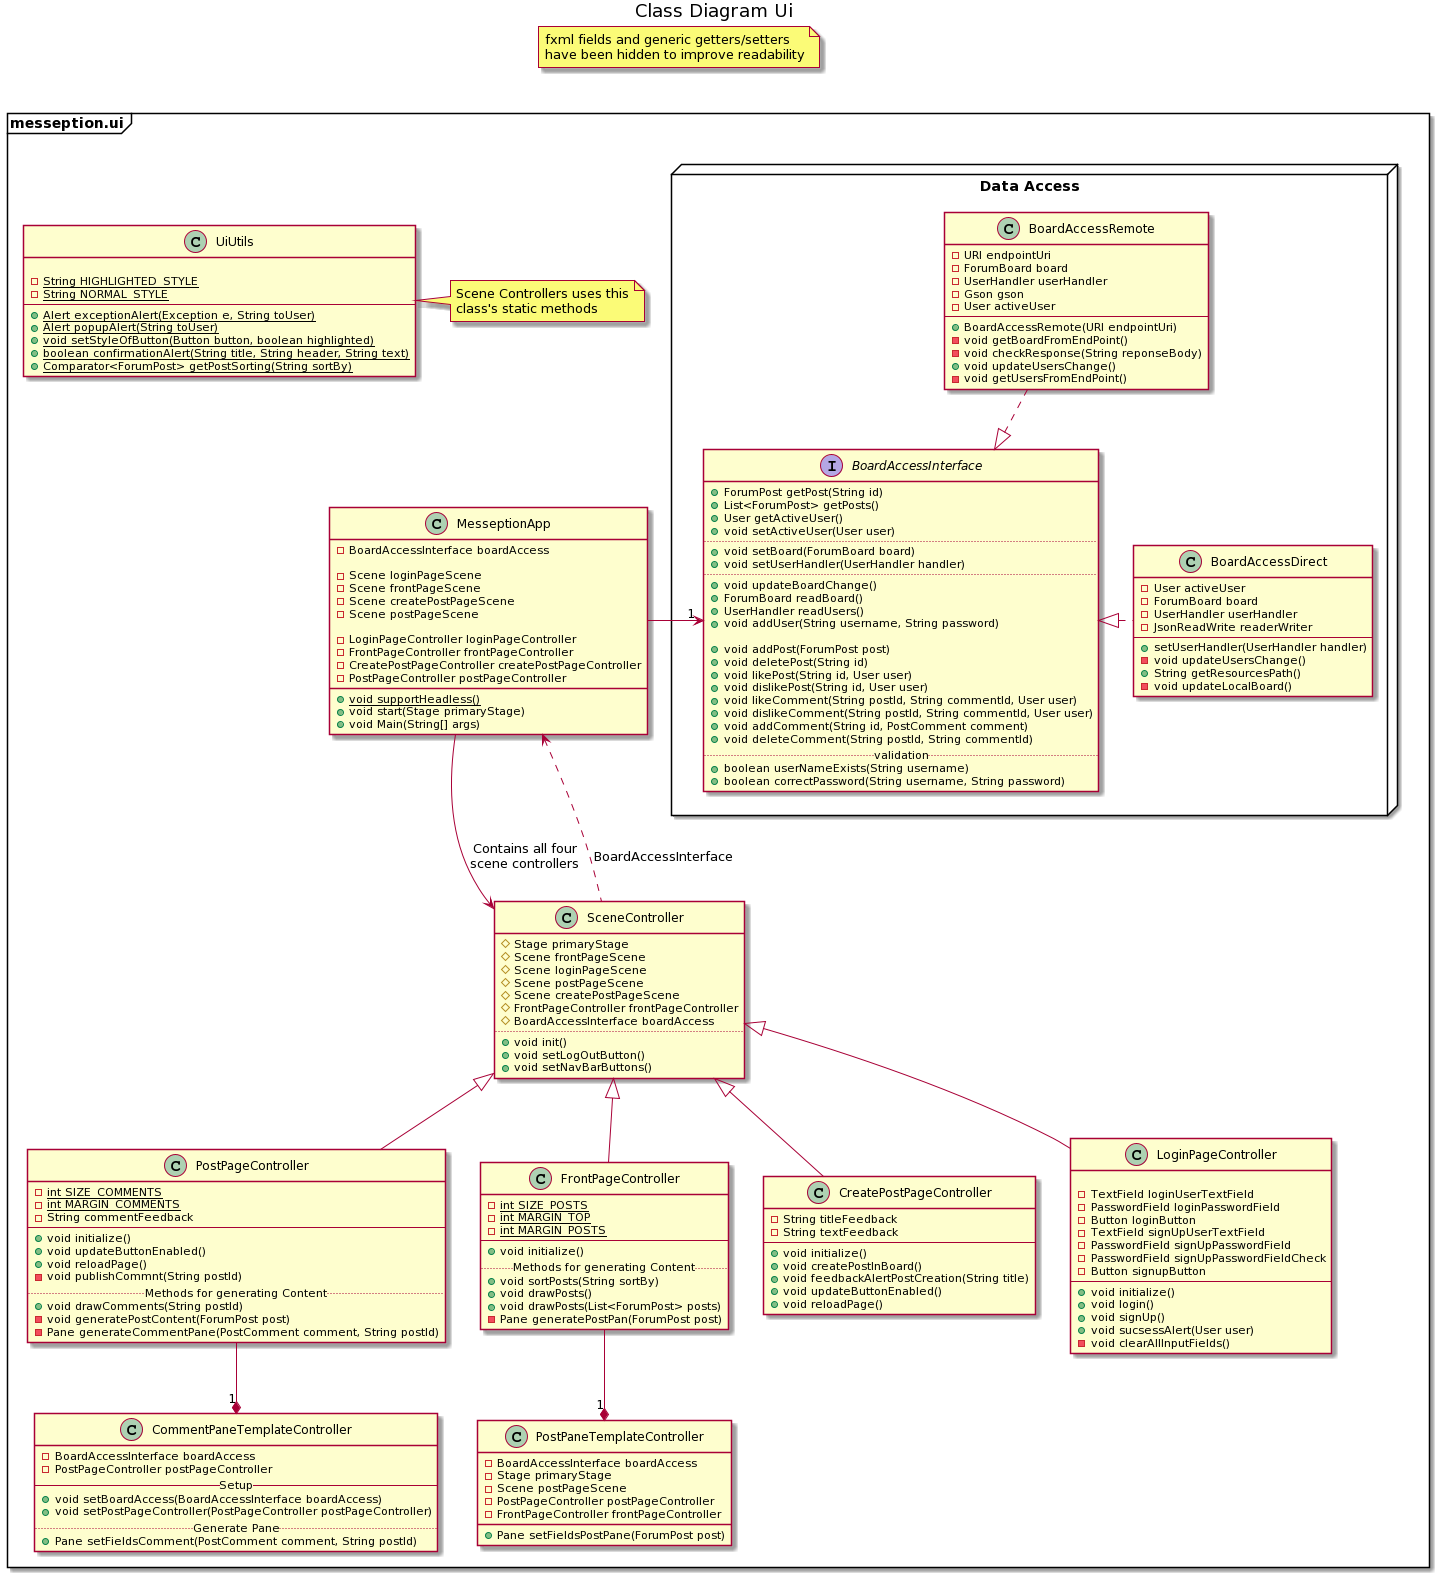 Class Diagram Ui
fxml fields and generic getters/setters
have been hidden to improve readability
messeption.ui
Data Access
BoardAccessRemote
URI endpointUri
ForumBoard board
UserHandler userHandler
Gson gson
User activeUser
BoardAccessRemote(URI endpointUri)
void getBoardFromEndPoint()
void checkResponse(String reponseBody)
void updateUsersChange()
void getUsersFromEndPoint()
UiUtils
String HIGHLIGHTED_STYLE
String NORMAL_STYLE
Alert exceptionAlert(Exception e, String toUser)
Alert popupAlert(String toUser)
void setStyleOfButton(Button button, boolean highlighted)
boolean confirmationAlert(String title, String header, String text)
Comparator<ForumPost> getPostSorting(String sortBy)
Scene Controllers uses this
class's static methods
BoardAccessInterface
ForumPost getPost(String id)
List<ForumPost> getPosts()
User getActiveUser()
void setActiveUser(User user)
void setBoard(ForumBoard board)
void setUserHandler(UserHandler handler)
void updateBoardChange()
ForumBoard readBoard()
UserHandler readUsers()
void addUser(String username, String password)
void addPost(ForumPost post)
void deletePost(String id)
void likePost(String id, User user)
void dislikePost(String id, User user)
void likeComment(String postId, String commentId, User user)
void dislikeComment(String postId, String commentId, User user)
void addComment(String id, PostComment comment)
void deleteComment(String postId, String commentId)
validation
boolean userNameExists(String username)
boolean correctPassword(String username, String password)
BoardAccessDirect
User activeUser
ForumBoard board
UserHandler userHandler
JsonReadWrite readerWriter
setUserHandler(UserHandler handler)
void updateUsersChange()
String getResourcesPath()
void updateLocalBoard()
MesseptionApp
BoardAccessInterface boardAccess
Scene loginPageScene
Scene frontPageScene
Scene createPostPageScene
Scene postPageScene
LoginPageController loginPageController
FrontPageController frontPageController
CreatePostPageController createPostPageController
PostPageController postPageController
void supportHeadless()
void start(Stage primaryStage)
void Main(String[] args)
1
Contains all four
scene controllers
BoardAccessInterface
SceneController
Stage primaryStage
Scene frontPageScene
Scene loginPageScene
Scene postPageScene
Scene createPostPageScene
FrontPageController frontPageController
BoardAccessInterface boardAccess
void init()
void setLogOutButton()
void setNavBarButtons()
PostPageController
int SIZE_COMMENTS
int MARGIN_COMMENTS
String commentFeedback
void initialize()
void updateButtonEnabled()
void reloadPage()
void publishCommnt(String postId)
Methods for generating Content
void drawComments(String postId)
void generatePostContent(ForumPost post)
Pane generateCommentPane(PostComment comment, String postId)
FrontPageController
int SIZE_POSTS
int MARGIN_TOP
int MARGIN_POSTS
void initialize()
Methods for generating Content
void sortPosts(String sortBy)
void drawPosts()
void drawPosts(List<ForumPost> posts)
Pane generatePostPan(ForumPost post)
CreatePostPageController
String titleFeedback
String textFeedback
void initialize()
void createPostInBoard()
void feedbackAlertPostCreation(String title)
void updateButtonEnabled()
void reloadPage()
LoginPageController
TextField loginUserTextField
PasswordField loginPasswordField
Button loginButton
TextField signUpUserTextField
PasswordField signUpPasswordField
PasswordField signUpPasswordFieldCheck
Button signupButton
void initialize()
void login()
void signUp()
void sucsessAlert(User user)
void clearAllInputFields()
1
CommentPaneTemplateController
BoardAccessInterface boardAccess
PostPageController postPageController
Setup
void setBoardAccess(BoardAccessInterface boardAccess)
void setPostPageController(PostPageController postPageController)
Generate Pane
Pane setFieldsComment(PostComment comment, String postId)
1
PostPaneTemplateController
BoardAccessInterface boardAccess
Stage primaryStage
Scene postPageScene
PostPageController postPageController
FrontPageController frontPageController
Pane setFieldsPostPane(ForumPost post)